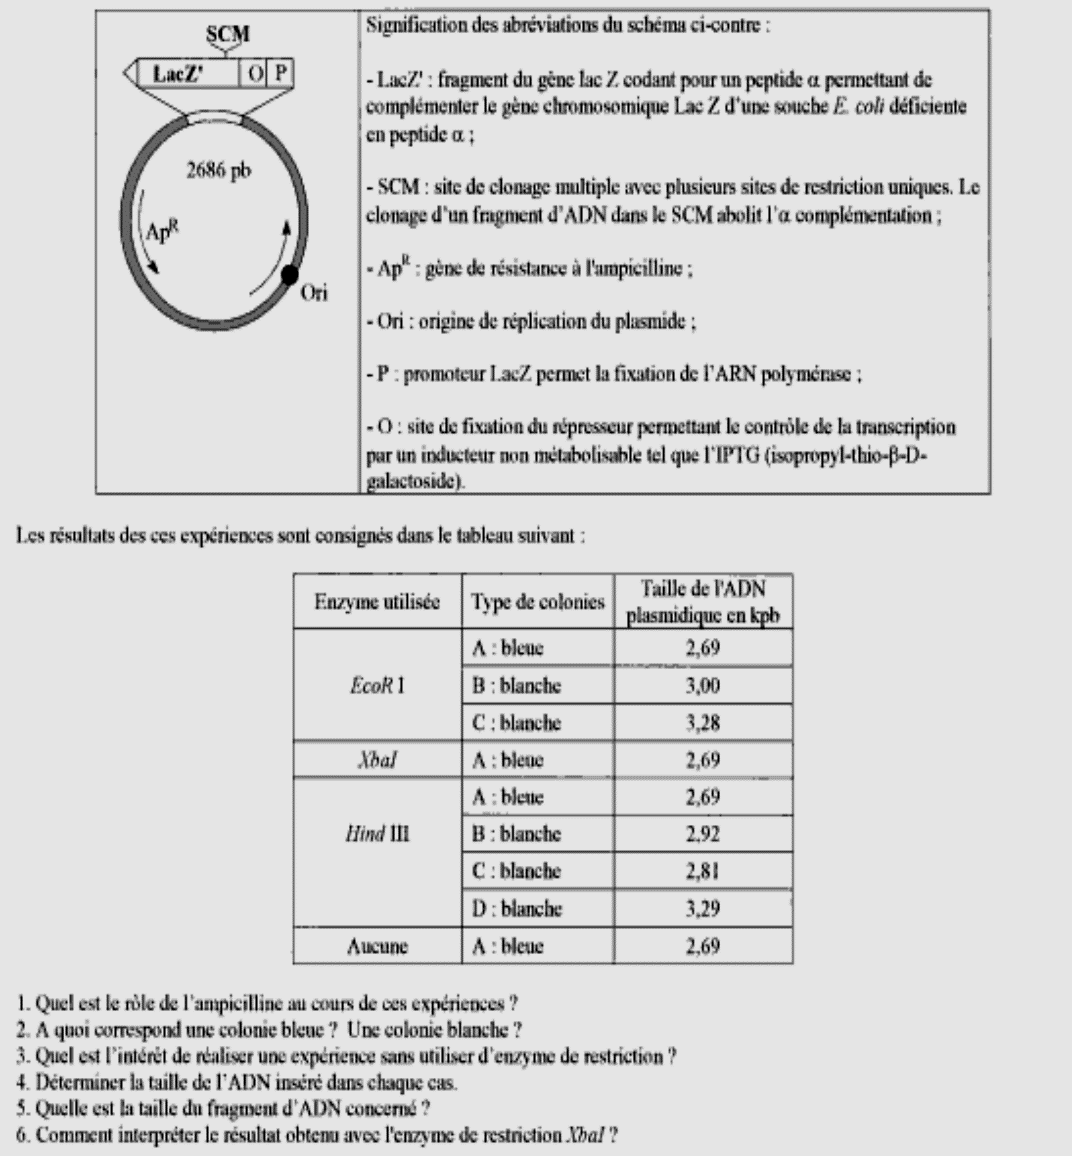 SCM
LacZ' O P
2686 pb
Ap^R
Ori
Signification des abréviations du schéma ci-contre :
- LacZ' : fragment du gène lac Z codant pour un peptide α permettant de
complémenter le gène chromosomique Lac Z d'une souche E. coli déficiente
en peptide α ;
- SCM : site de clonage multiple avec plusieurs sites de restriction uniques. Le
clonage d'un fragment d'ADN dans le SCM abolit l'α complémentation ;
- Ap^R : gène de résistance à l'ampicilline ;
- Ori : origine de réplication du plasmide ;
- P : promoteur LacZ permet la fixation de l'ARN polymérase ;
- O : site de fixation du répresseur permettant le contrôle de la transcription
par un inducteur non métabolisable tel que l'IPTG (isopropyl-thio-β-D-
galactoside).
Les résultats des ces expériences sont consignés dans le tableau suivant :
Enzyme utilisée Type de colonies Taille de l'ADN
plasmidique en kpb
A : bleue 2,69
EcoR I B : blanche 3,00
C : blanche 3,28
XbaI A : bleue 2,69
A : bleue 2,69
Hind III B : blanche 2,92
C : blanche 2,81
D : blanche 3,29
Aucune A : bleue 2,69
1. Quel est le rôle de l'ampicilline au cours de ces expériences ?
2. A quoi correspond une colonie bleue ? Une colonie blanche ?
3. Quel est l'intérêt de réaliser une expérience sans utiliser d'enzyme de restriction ?
4. Déterminer la taille de l'ADN inséré dans chaque cas.
5. Quelle est la taille du fragment d'ADN concerné ?
6. Comment interpréter le résultat obtenu avec l'enzyme de restriction XbaI ?